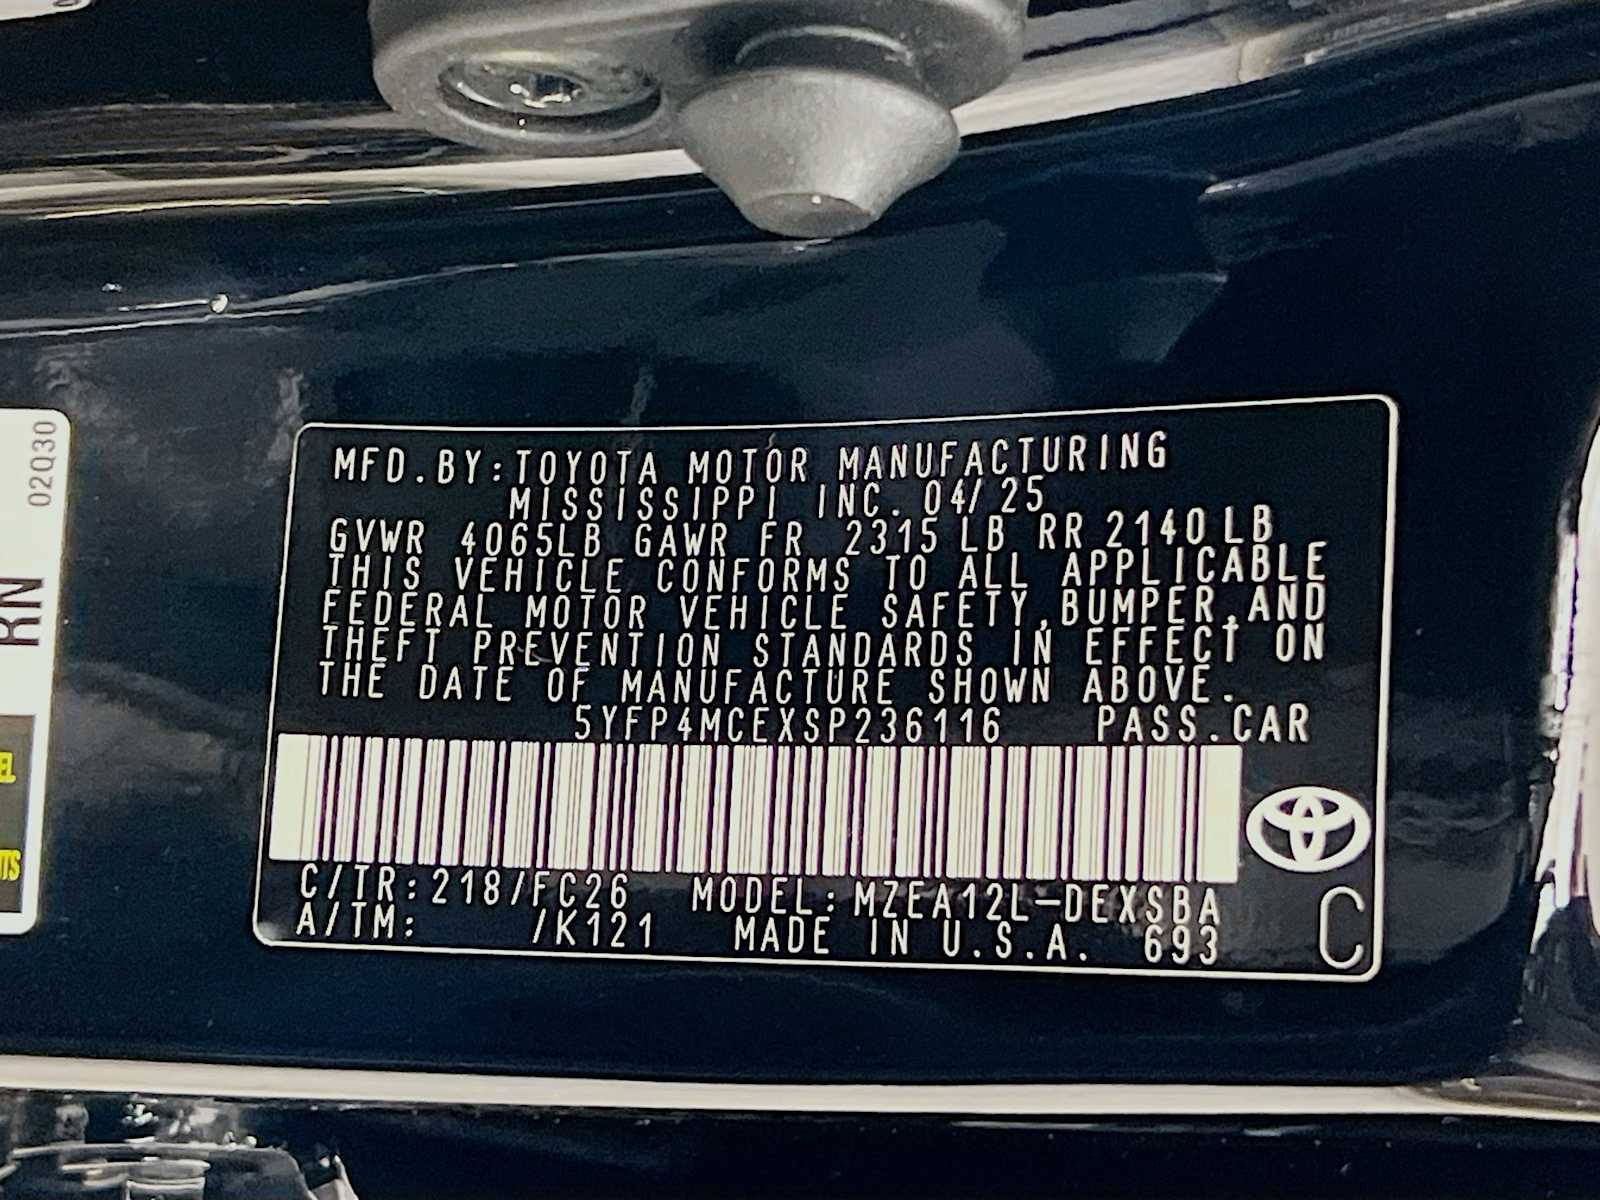 MFD.BY:TOYOTA MOTOR MANUFACTURING
MISSISSIPPI INC. 04/25
GVWR 4065LB GAWR FR 2315 LB RR 2140 LB
THIS VEHICLE CONFORMS TO ALL APPLICABLE
FEDERAL MOTOR VEHICLE SAFETY,BUMPER,AND
THEFT PREVENTION STANDARDS IN EFFECT ON
THE DATE OF MANUFACTURE SHOWN ABOVE.
5YFP4MCEXSP236116 PASS.CAR
C/TR:218/FC26 MODEL:MZEA12L-DEXSBA
A/TM: /K121 MADE IN U.S.A. 693
C
02Q30
RN